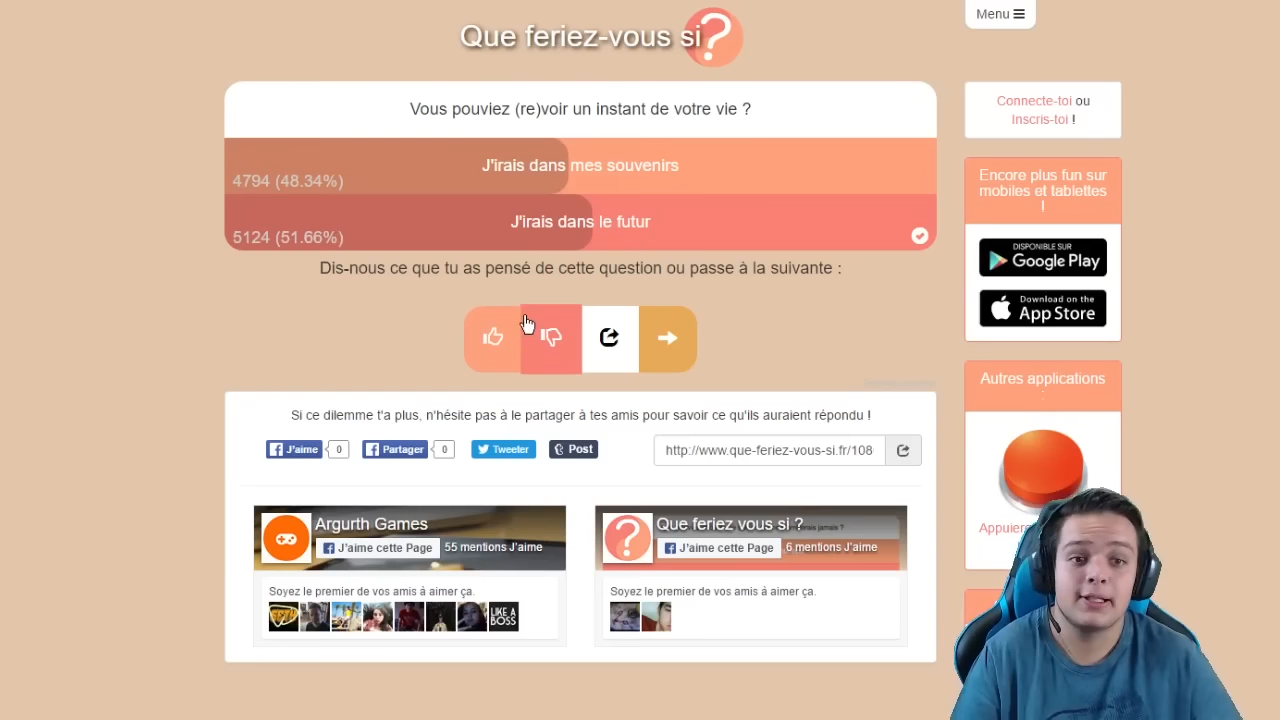 Que feriez-vous si ?
Menu
Vous pouviez (re)voir un instant de votre vie ?
J'irais dans mes souvenirs
4794 (48.34%)
J'irais dans le futur
5124 (51.66%)
Dis-nous ce que tu as pensé de cette question ou passe à la suivante :
Si ce dilemme t'a plus, n'hésite pas à le partager à tes amis pour savoir ce qu'ils auraient répondu !
J'aime 0 Partager 0 Tweeter Post
http://www.que-feriez-vous-si.fr/108
Argurth Games
J'aime cette Page 55 mentions J'aime
Soyez le premier de vos amis à aimer ça.
LIKE A
BOSS
Que feriez vous si ?
J'aime cette Page 6 mentions J'aime
Soyez le premier de vos amis à aimer ça.
Connecte-toi ou
Inscris-toi !
Encore plus fun sur
mobiles et tablettes
!
DISPONIBLE SUR
Google Play
Download on the
App Store
Autres applications
: